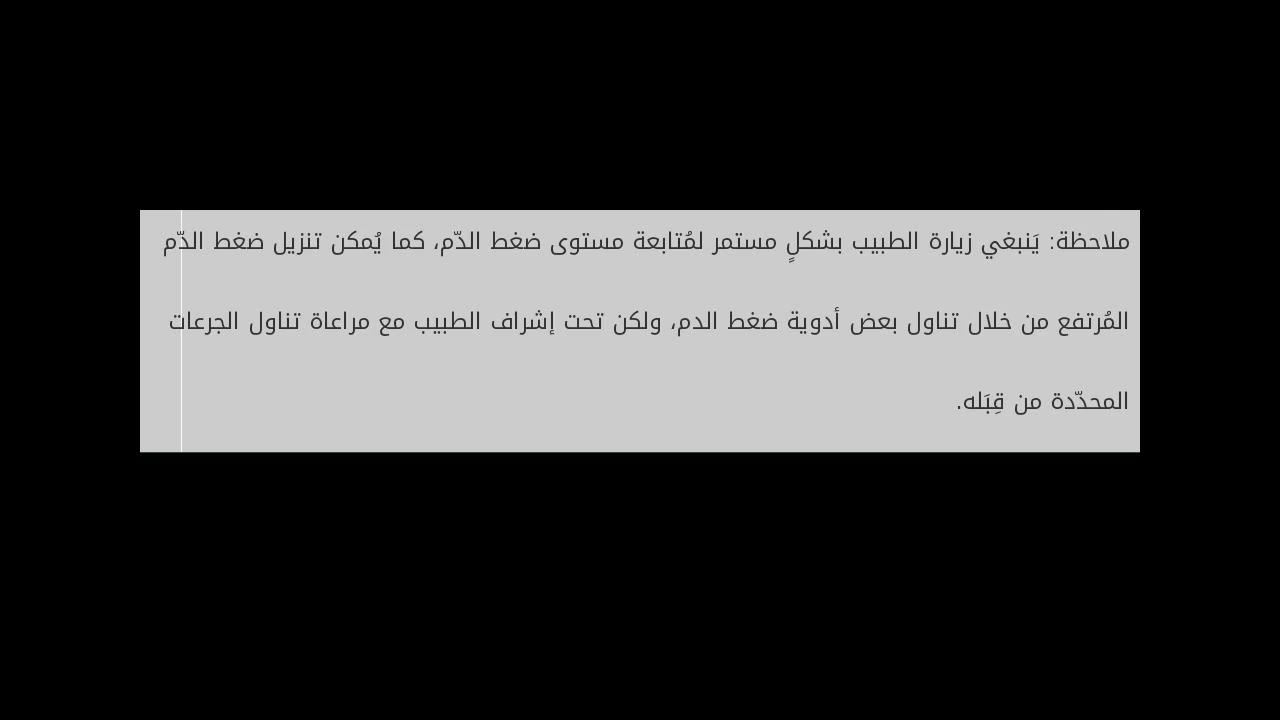 ملاحظة: يَنبغي زيارة الطبيب بشكلٍ مستمر لمُتابعة مستوى ضغط الدّم، كما يُمكن تنزيل ضغط الدّم
المُرتفع من خلال تناول بعض أدوية ضغط الدم، ولكن تحت إشراف الطبيب مع مراعاة تناول الجرعات
المحدّدة من قِبَله.